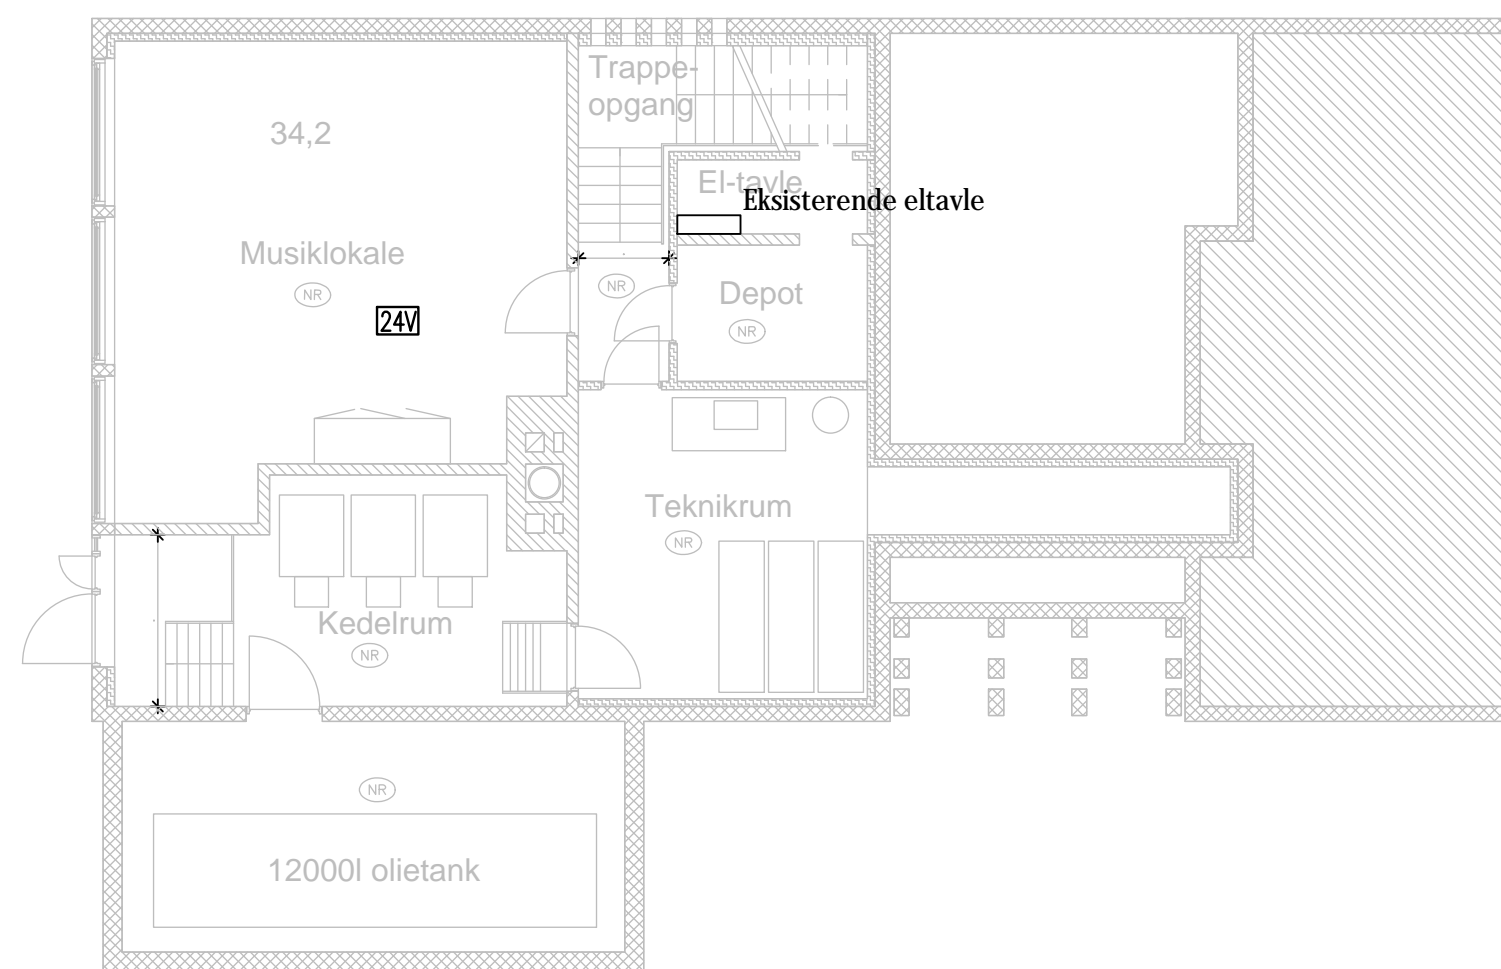 Trappe-
opgang
34,2
El-tavle
Eksisterende eltavle
Musiklokale
NR
NR
Depot
NR
24V
Teknikrum
NR
Kedelrum
NR
NR
12000l olietank